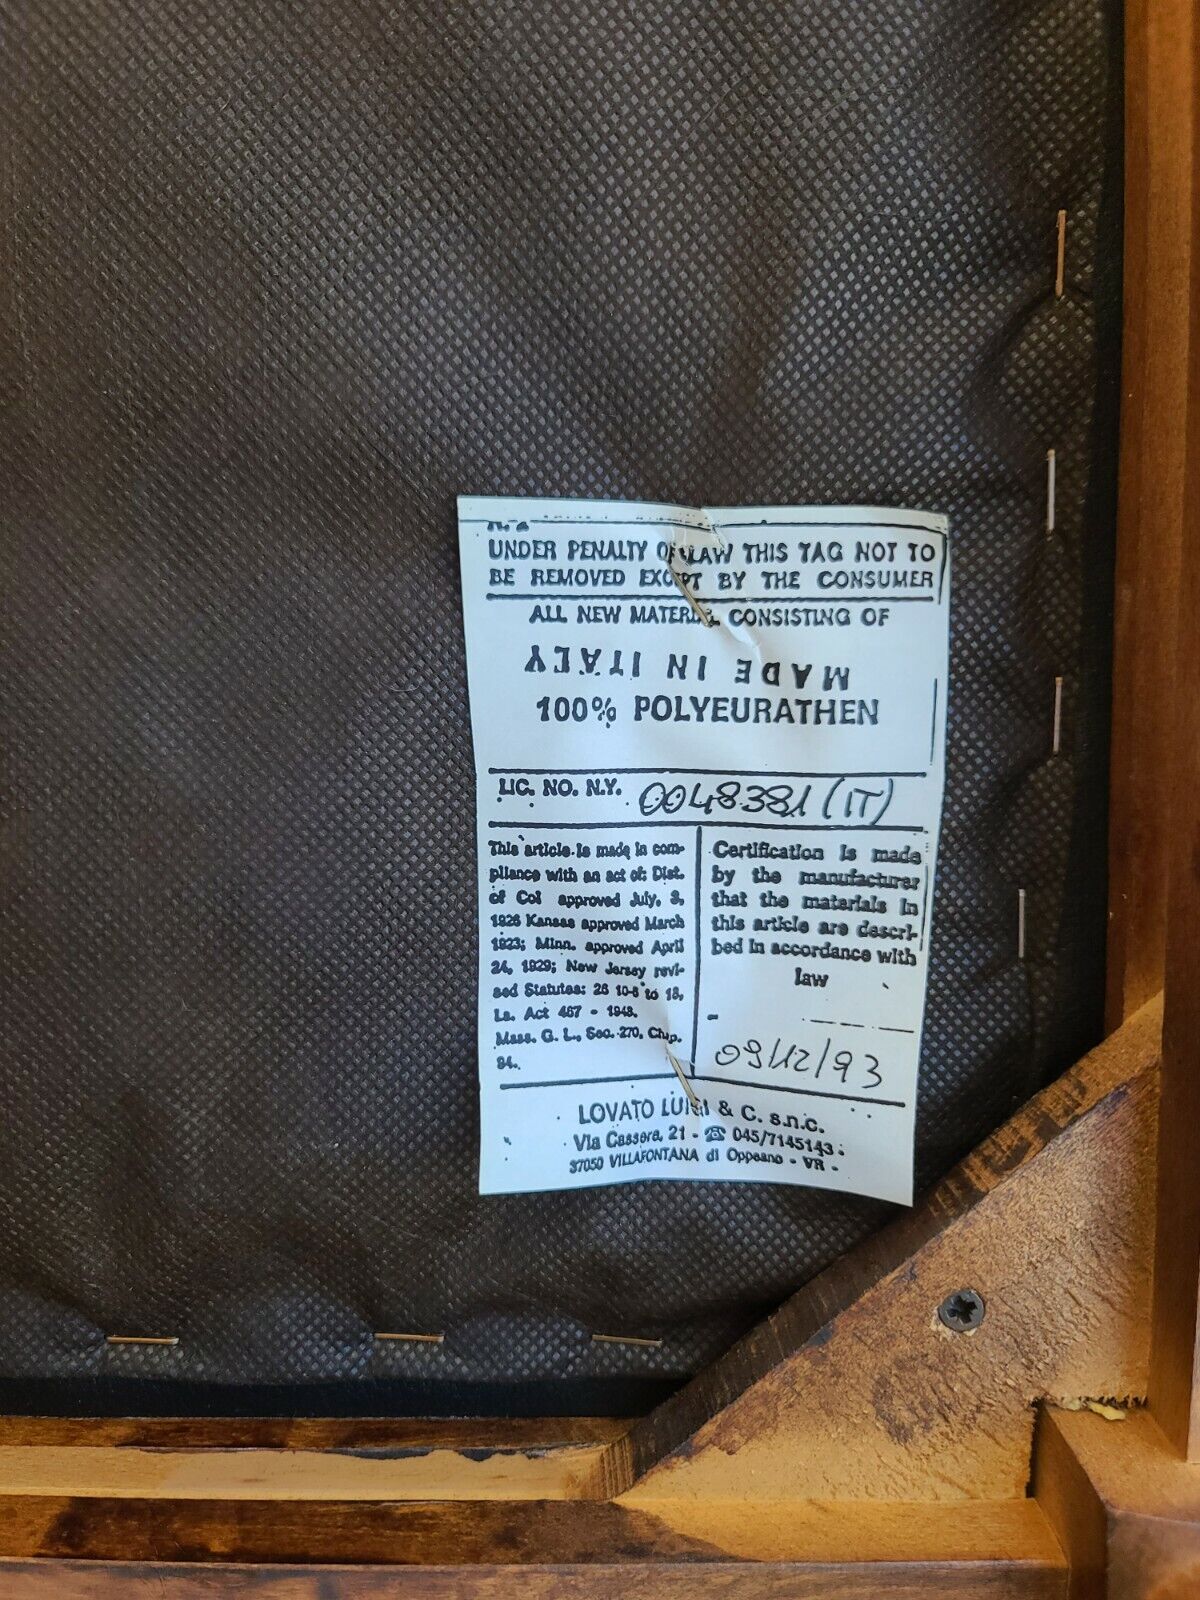 UNDER PENALTY OF LAW THIS TAG NOT TO
BE REMOVED EXCEPT BY THE CONSUMER
ALL NEW MATERIAL CONSISTING OF
MADE IN ITALY
100% POLYEURATHEN
LIC. NO. N.Y. 0048381 (IT)
This article is made in com-
pliance with an act of: Dist.
of Col approved July, 3,
1926 Kansas approved March
1923; Minn. approved April
24, 1929; New Jersey revi-
sed Statutes: 26 10-6 to 18,
La. Act 467 - 1948.
Mass. G. L., Sec. 270, Chap.
94.
Certification is made
by the manufacturer
that the materials in
this article are descri-
bed in accordance with
law
09/12/93
LOVATO LUIGI & C. s.n.c.
Via Cassera, 21 - ☎ 045/7145143
37050 VILLAFONTANA di Oppeano - VR -